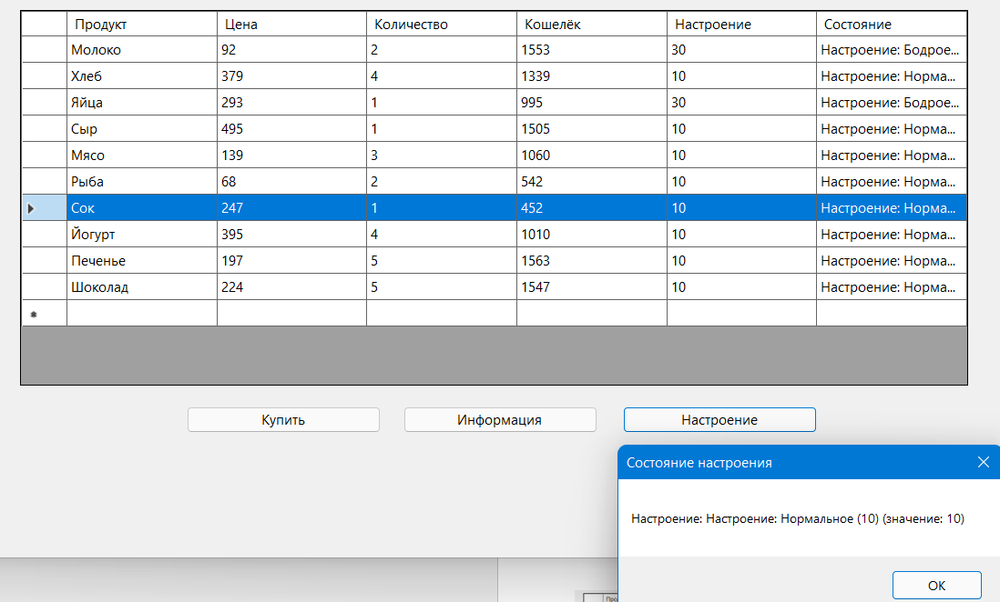 Продукт Цена Количество Кошелёк Настроение Состояние
Молоко 92 2 1553 30 Настроение: Бодрое...
Хлеб 379 4 1339 10 Настроение: Норма...
Яйца 293 1 995 30 Настроение: Бодрое...
Сыр 495 1 1505 10 Настроение: Норма...
Мясо 139 3 1060 10 Настроение: Норма...
Рыба 68 2 542 10 Настроение: Норма...
Сок 247 1 452 10 Настроение: Норма...
Йогурт 395 4 1010 10 Настроение: Норма...
Печенье 197 5 1563 10 Настроение: Норма...
Шоколад 224 5 1547 10 Настроение: Норма...
Купить Информация Настроение
Состояние настроения
Настроение: Настроение: Нормальное (10) (значение: 10)
OK